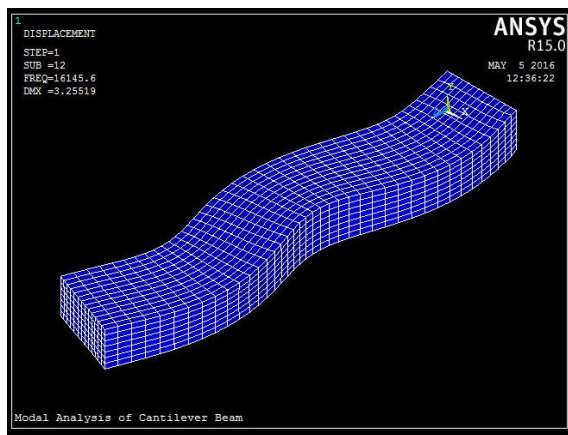 1
DISPLACEMENT
STEP=1
SUB =12
FREQ=16145.6
DMX =3.25519
ANSYS
R15.0
MAY 5 2016
12:36:22
X
Modal Analysis of Cantilever Beam